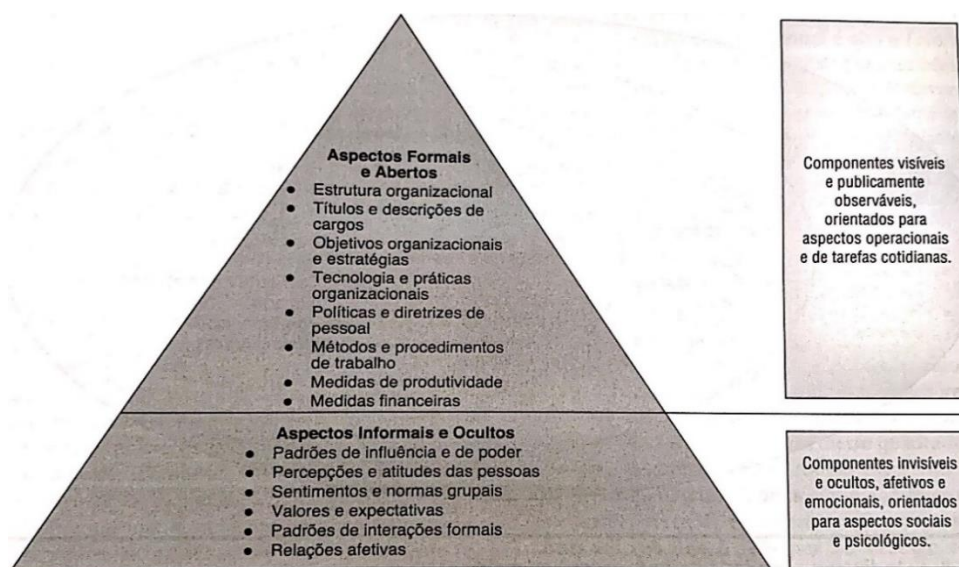 Aspectos Formais
e Abertos
● Estrutura organizacional
● Títulos e descrições de
cargos
● Objetivos organizacionais
e estratégias
● Tecnologia e práticas
organizacionais
● Políticas e diretrizes de
pessoal
● Métodos e procedimentos
de trabalho
● Medidas de produtividade
● Medidas financeiras
Componentes visíveis
e publicamente
observáveis,
orientados para
aspectos operacionais
e de tarefas cotidianas.
Aspectos Informais e Ocultos
● Padrões de influência e de poder
● Percepções e atitudes das pessoas
● Sentimentos e normas grupais
● Valores e expectativas
● Padrões de interações formais
● Relações afetivas
Componentes invisíveis
e ocultos, afetivos e
emocionais, orientados
para aspectos sociais
e psicológicos.